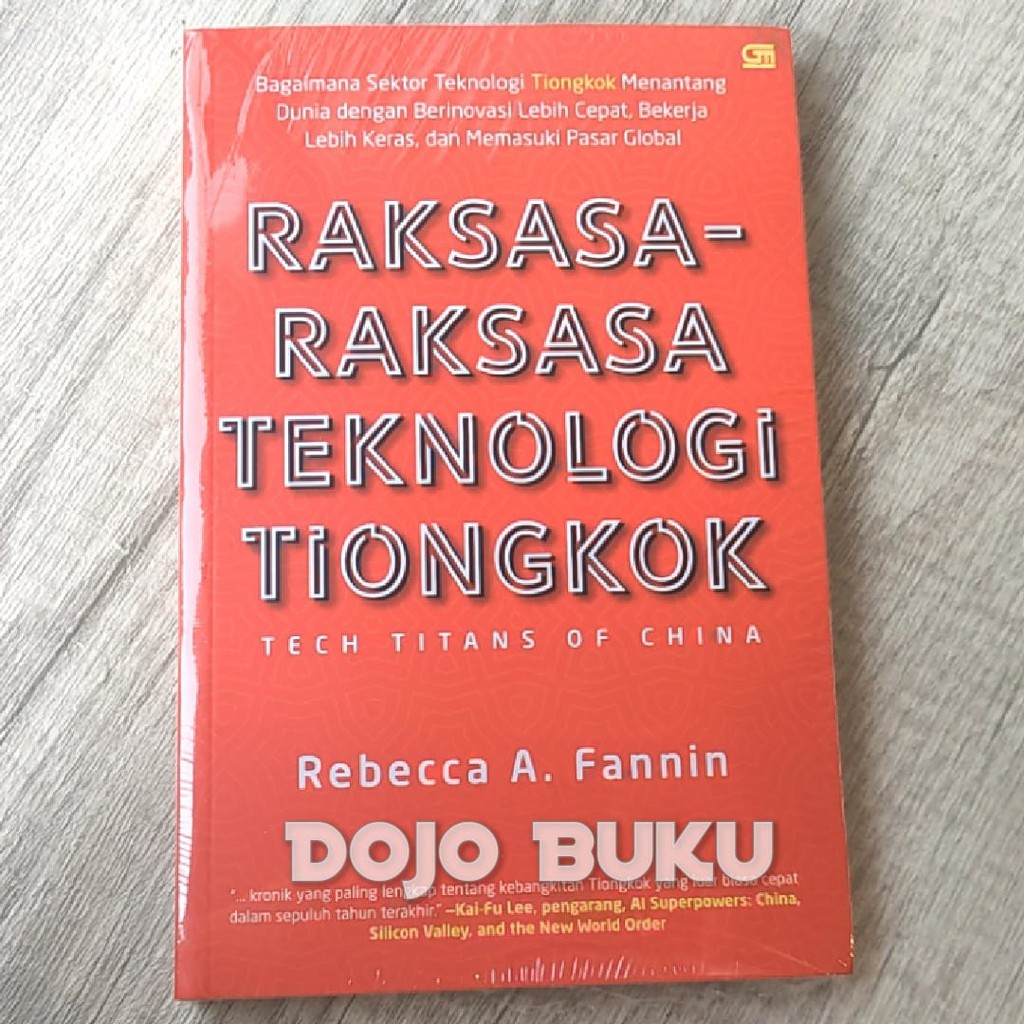 Bagaimana Sektor Teknologi Tiongkok Menantang
Dunia dengan Berinovasi Lebih Cepat, Bekerja
Lebih Keras, dan Memasuki Pasar Global
RAKSASA-
RAKSASA
TEKNOLOGi
TiONGKOK
TECH TITANS OF CHINA
Rebecca A. Fannin
DOJO BUKU
"... kronik yang paling lengkap tentang kebangkitan Tiongkok yang luar biasa cepat
dalam sepuluh tahun terakhir." —Kai-Fu Lee, pengarang, AI Superpowers: China,
Silicon Valley, and the New World Order